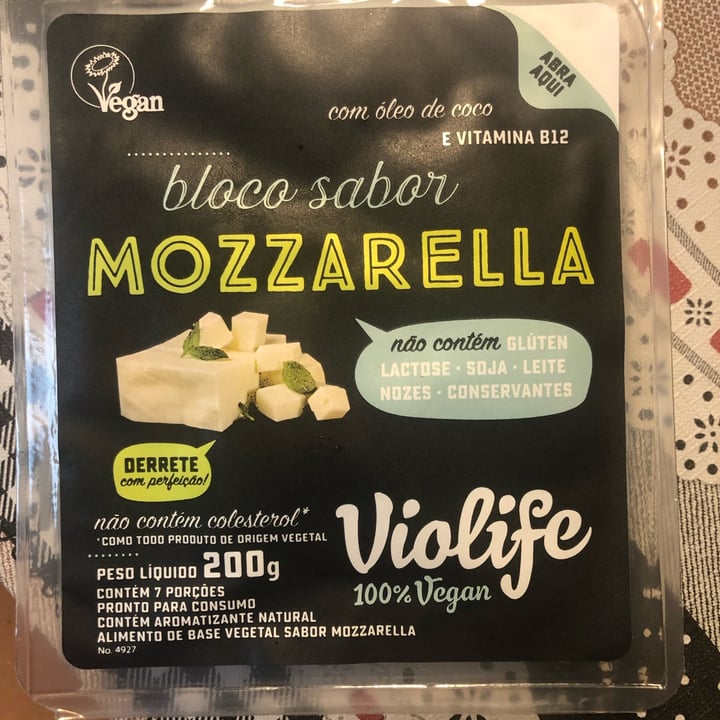 Vegan
ABRA
AQUI
com óleo de coco
E VITAMINA B12
bloco sabor
MOZZARELLA
não contém GLÚTEN
LACTOSE · SOJA · LEITE
NOZES · CONSERVANTES
DERRETE
com perfeição!
não contém colesterol*
*COMO TODO PRODUTO DE ORIGEM VEGETAL
PESO LÍQUIDO 200g
CONTÉM 7 PORÇÕES
PRONTO PARA CONSUMO
CONTÉM AROMATIZANTE NATURAL
ALIMENTO DE BASE VEGETAL SABOR MOZZARELLA
No. 4927
Violife
100% Vegan